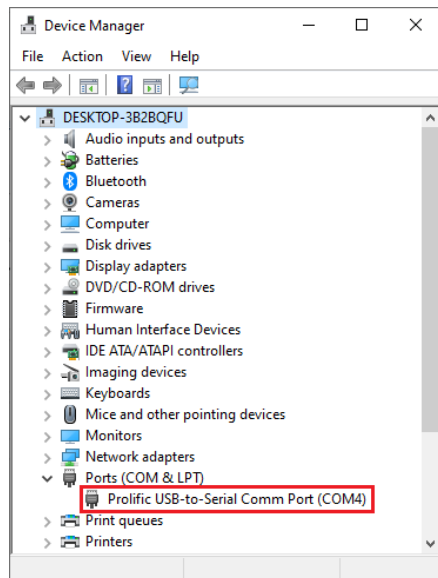 Device Manager
File Action View Help
DESKTOP-3B2BQFU
Audio inputs and outputs
Batteries
Bluetooth
Cameras
Computer
Disk drives
Display adapters
DVD/CD-ROM drives
Firmware
Human Interface Devices
IDE ATA/ATAPI controllers
Imaging devices
Keyboards
Mice and other pointing devices
Monitors
Network adapters
Ports (COM & LPT)
Prolific USB-to-Serial Comm Port (COM4)
Print queues
Printers